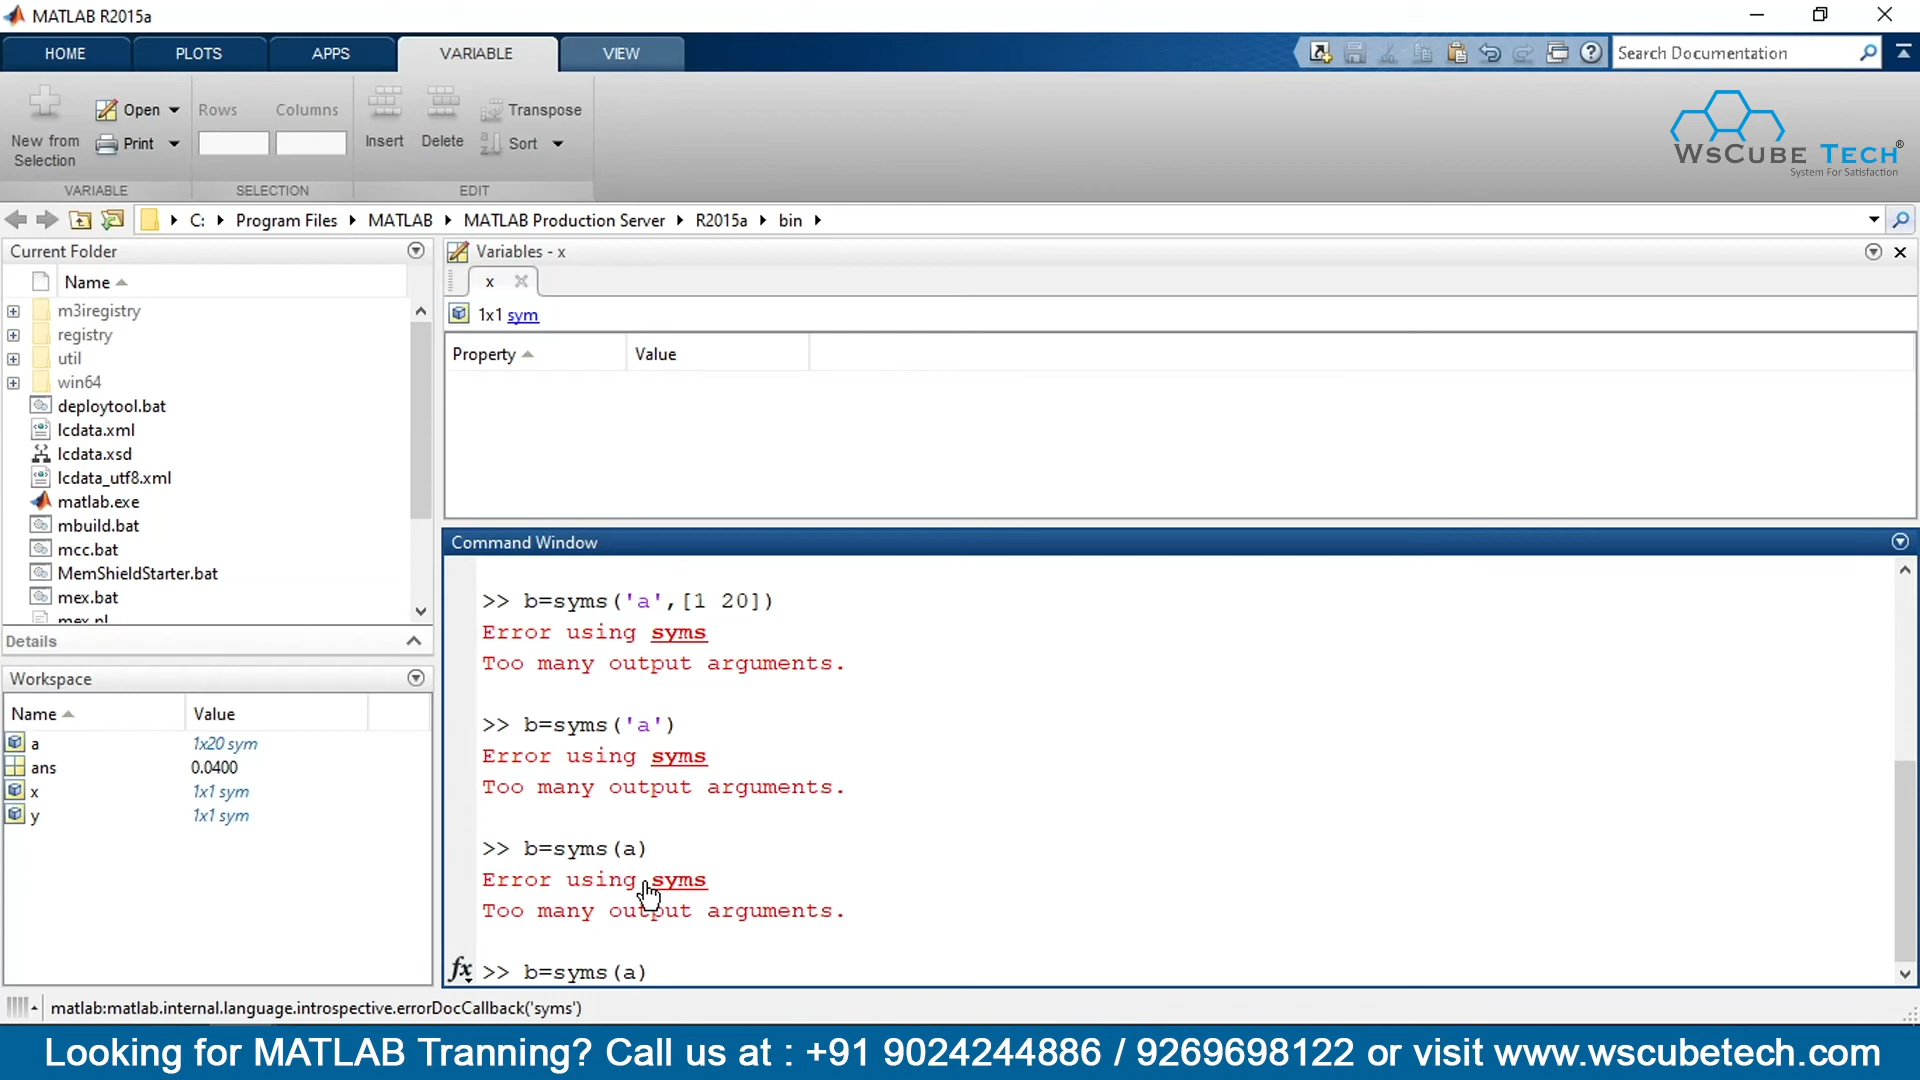 MATLAB R2015a
HOME PLOTS APPS VARIABLE VIEW
Search Documentation
New from Selection
Open
Print
Rows Columns
Insert Delete
Transpose
Sort
VARIABLE SELECTION EDIT
WsCube Tech®
System For Satisfaction
C: Program Files MATLAB MATLAB Production Server R2015a bin
Current Folder
Name
m3iregistry
registry
util
win64
deploytool.bat
lcdata.xml
lcdata.xsd
lcdata_utf8.xml
matlab.exe
mbuild.bat
mcc.bat
MemShieldStarter.bat
mex.bat
Details
Workspace
Name Value
a 1x20 sym
ans 0.0400
x 1x1 sym
y 1x1 sym
Variables - x
x
1x1 sym
Property Value
Command Window
>> b=syms('a',[1 20])
Error using syms
Too many output arguments.
>> b=syms('a')
Error using syms
Too many output arguments.
>> b=syms(a)
Error using syms
Too many output arguments.
fx >> b=syms(a)
matlab:matlab.internal.language.introspective.errorDocCallback('syms')
Looking for MATLAB Tranning? Call us at : +91 9024244886 / 9269698122 or visit www.wscubetech.com